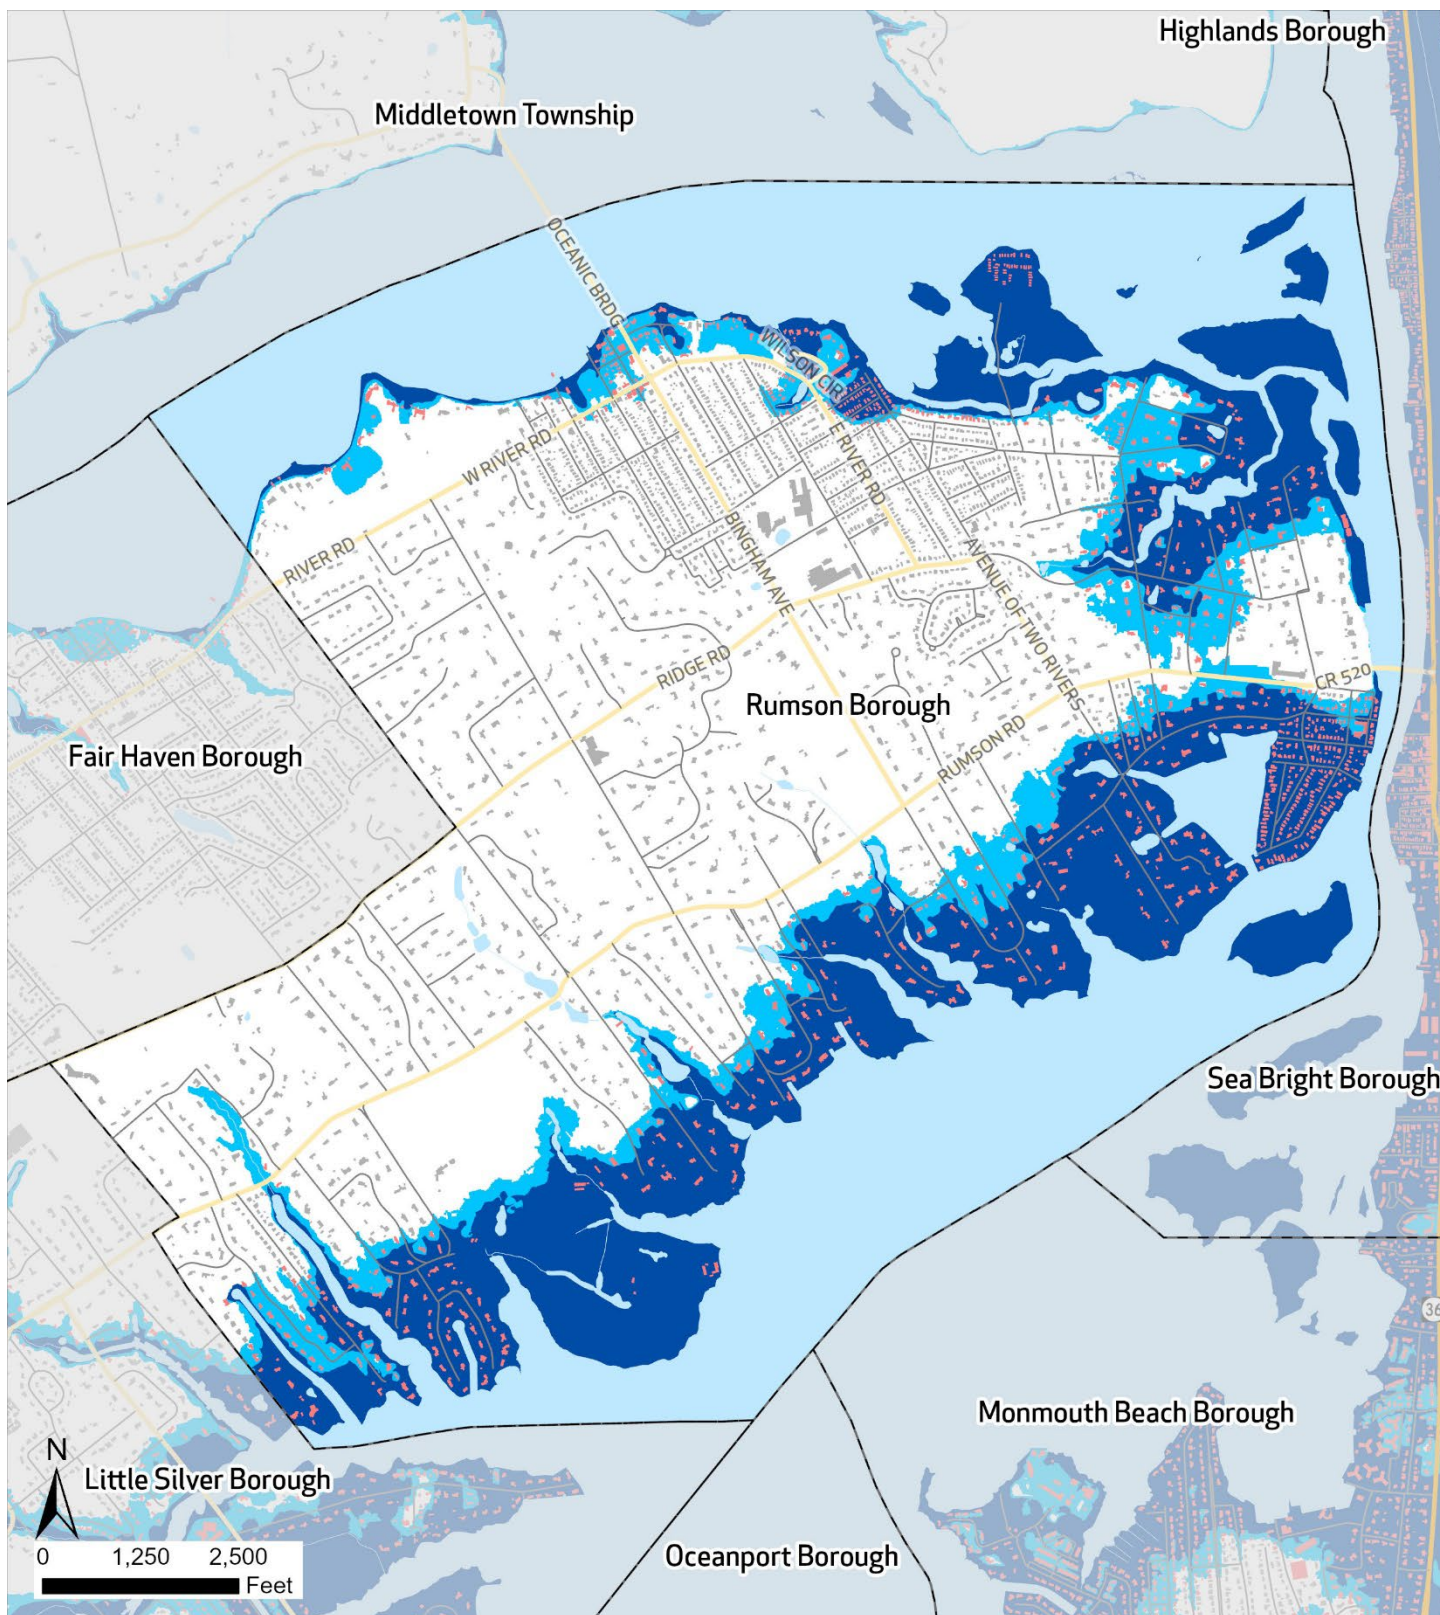 Highlands Borough
Middletown Township
OCEANIC BRDG
WILSON CIR
W RIVER RD
E RIVER RD
RIVER RD
BINGHAM AVE
AVENUE OF TWO RIVERS
RIDGE RD
CR 520
Rumson Borough
RUMSON RD
Fair Haven Borough
Sea Bright Borough
36
Monmouth Beach Borough
N
Little Silver Borough
Oceanport Borough
0 1,250 2,500
Feet